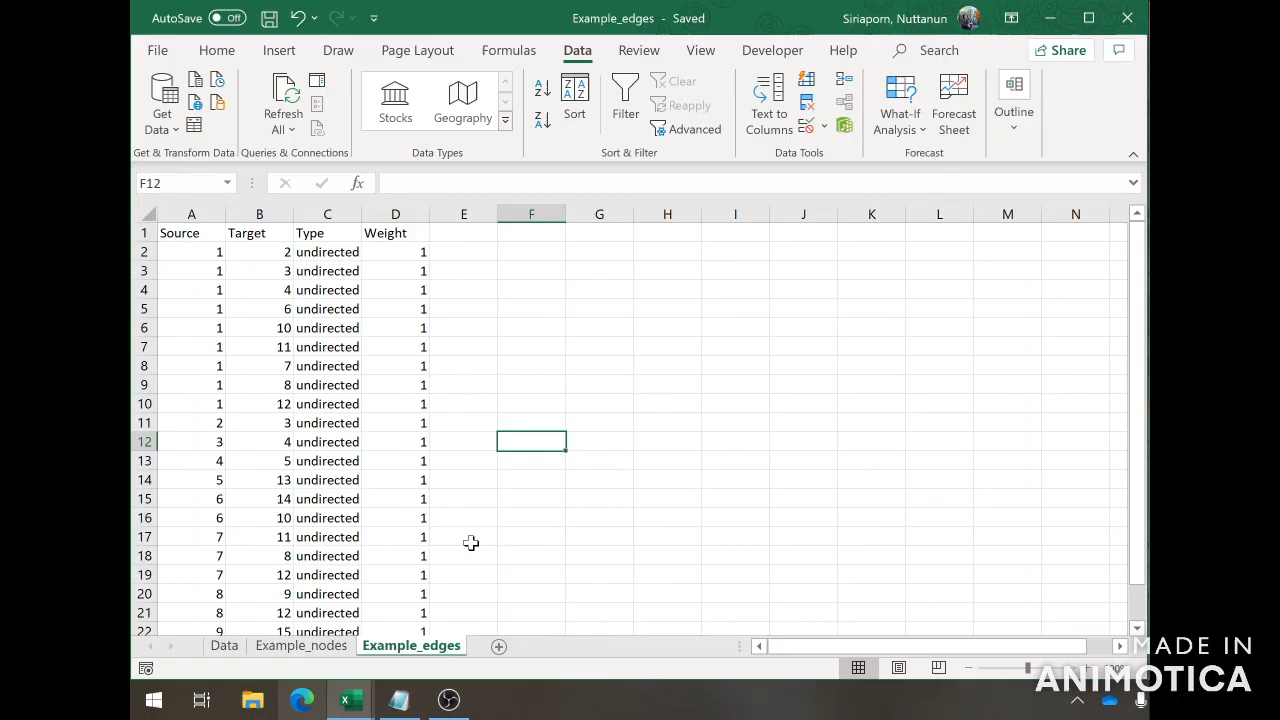 AutoSave Off Example_edges - Saved Siriaporn, Nuttanun
File Home Insert Draw Page Layout Formulas Data Review View Developer Help Search Share
Get Data Refresh All Stocks Geography Sort Filter Clear Reapply Advanced Text to Columns What-If Analysis Forecast Sheet Outline
Get & Transform Data Queries & Connections Data Types Sort & Filter Data Tools Forecast
F12 fx
A B C D E F G H I J K L M N
1 Source Target Type Weight
2 1 2 undirected 1
3 1 3 undirected 1
4 1 4 undirected 1
5 1 6 undirected 1
6 1 10 undirected 1
7 1 11 undirected 1
8 1 7 undirected 1
9 1 8 undirected 1
10 1 12 undirected 1
11 2 3 undirected 1
12 3 4 undirected 1
13 4 5 undirected 1
14 5 13 undirected 1
15 6 14 undirected 1
16 6 10 undirected 1
17 7 11 undirected 1
18 7 8 undirected 1
19 7 12 undirected 1
20 8 9 undirected 1
21 8 12 undirected 1
22 9 15 undirected 1
Data Example_nodes Example_edges
MADE IN
ANIMOTICA